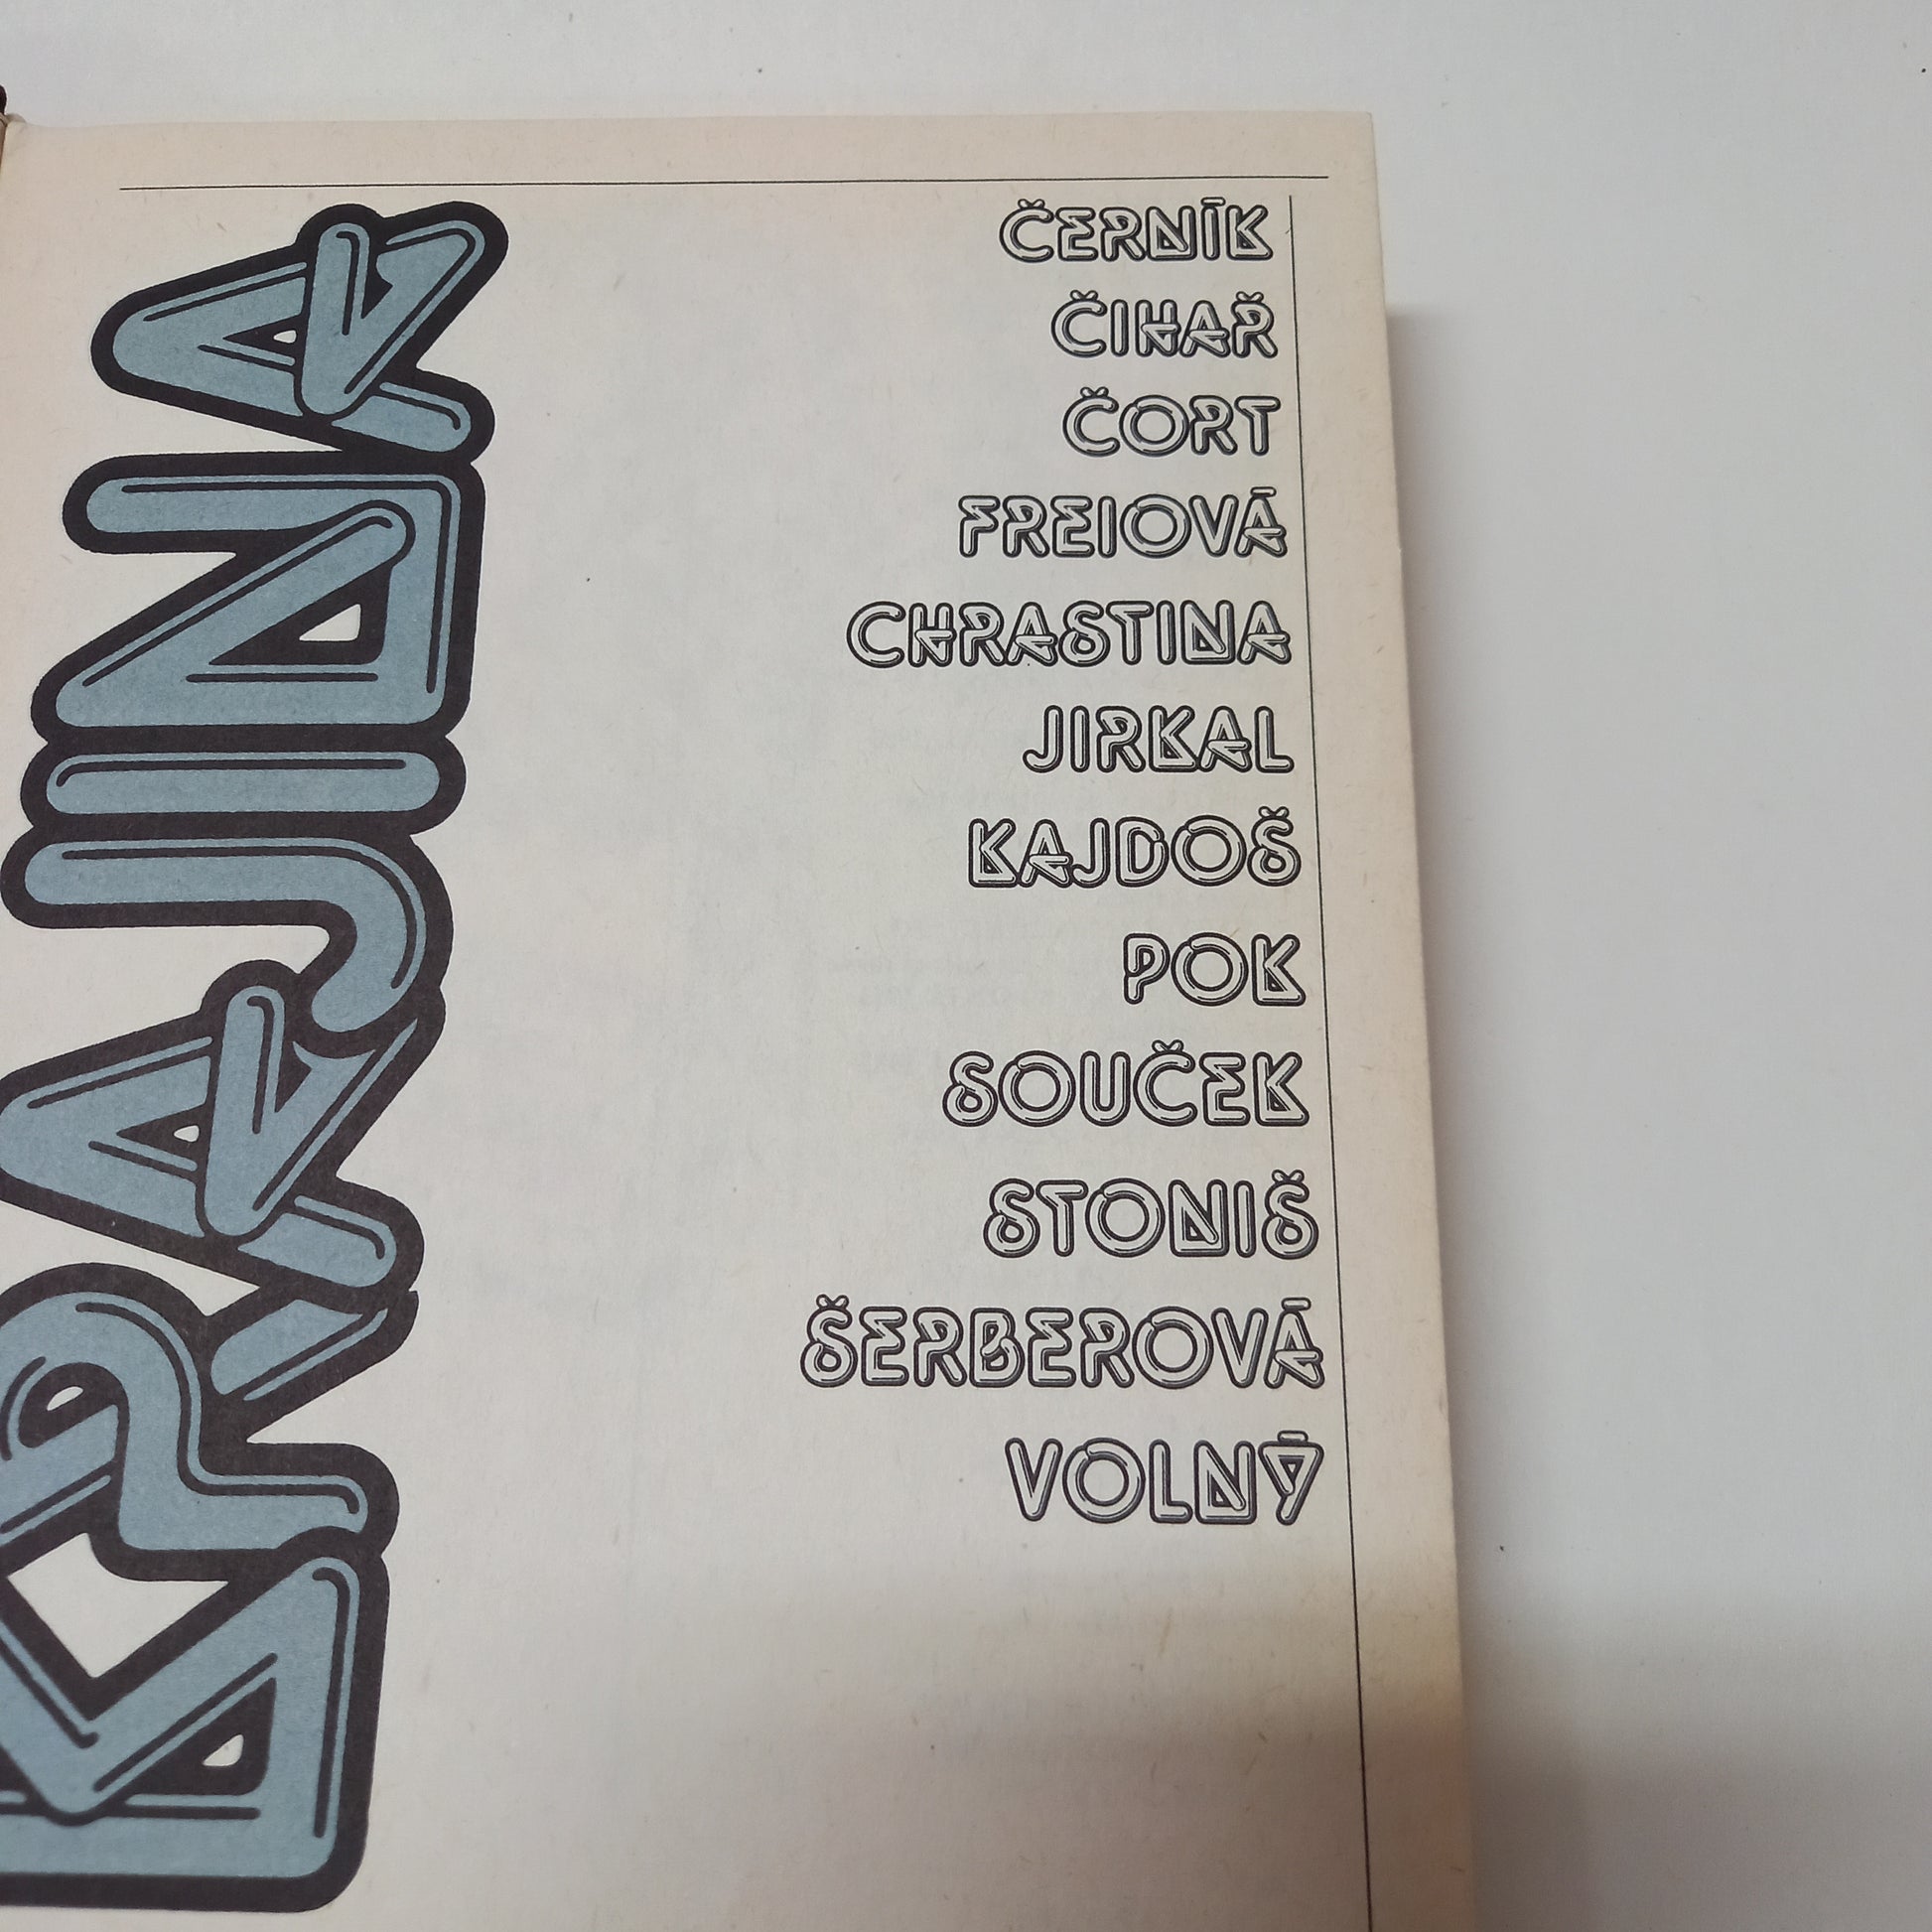 KRAJINA
ČERNÍK
ČIHAŘ
ČORT
FREIOVÁ
CHRASTINA
JIRKAL
KAJDOŠ
POK
SOUČEK
STONIŠ
ŠERBEROVÁ
VOLNÝ